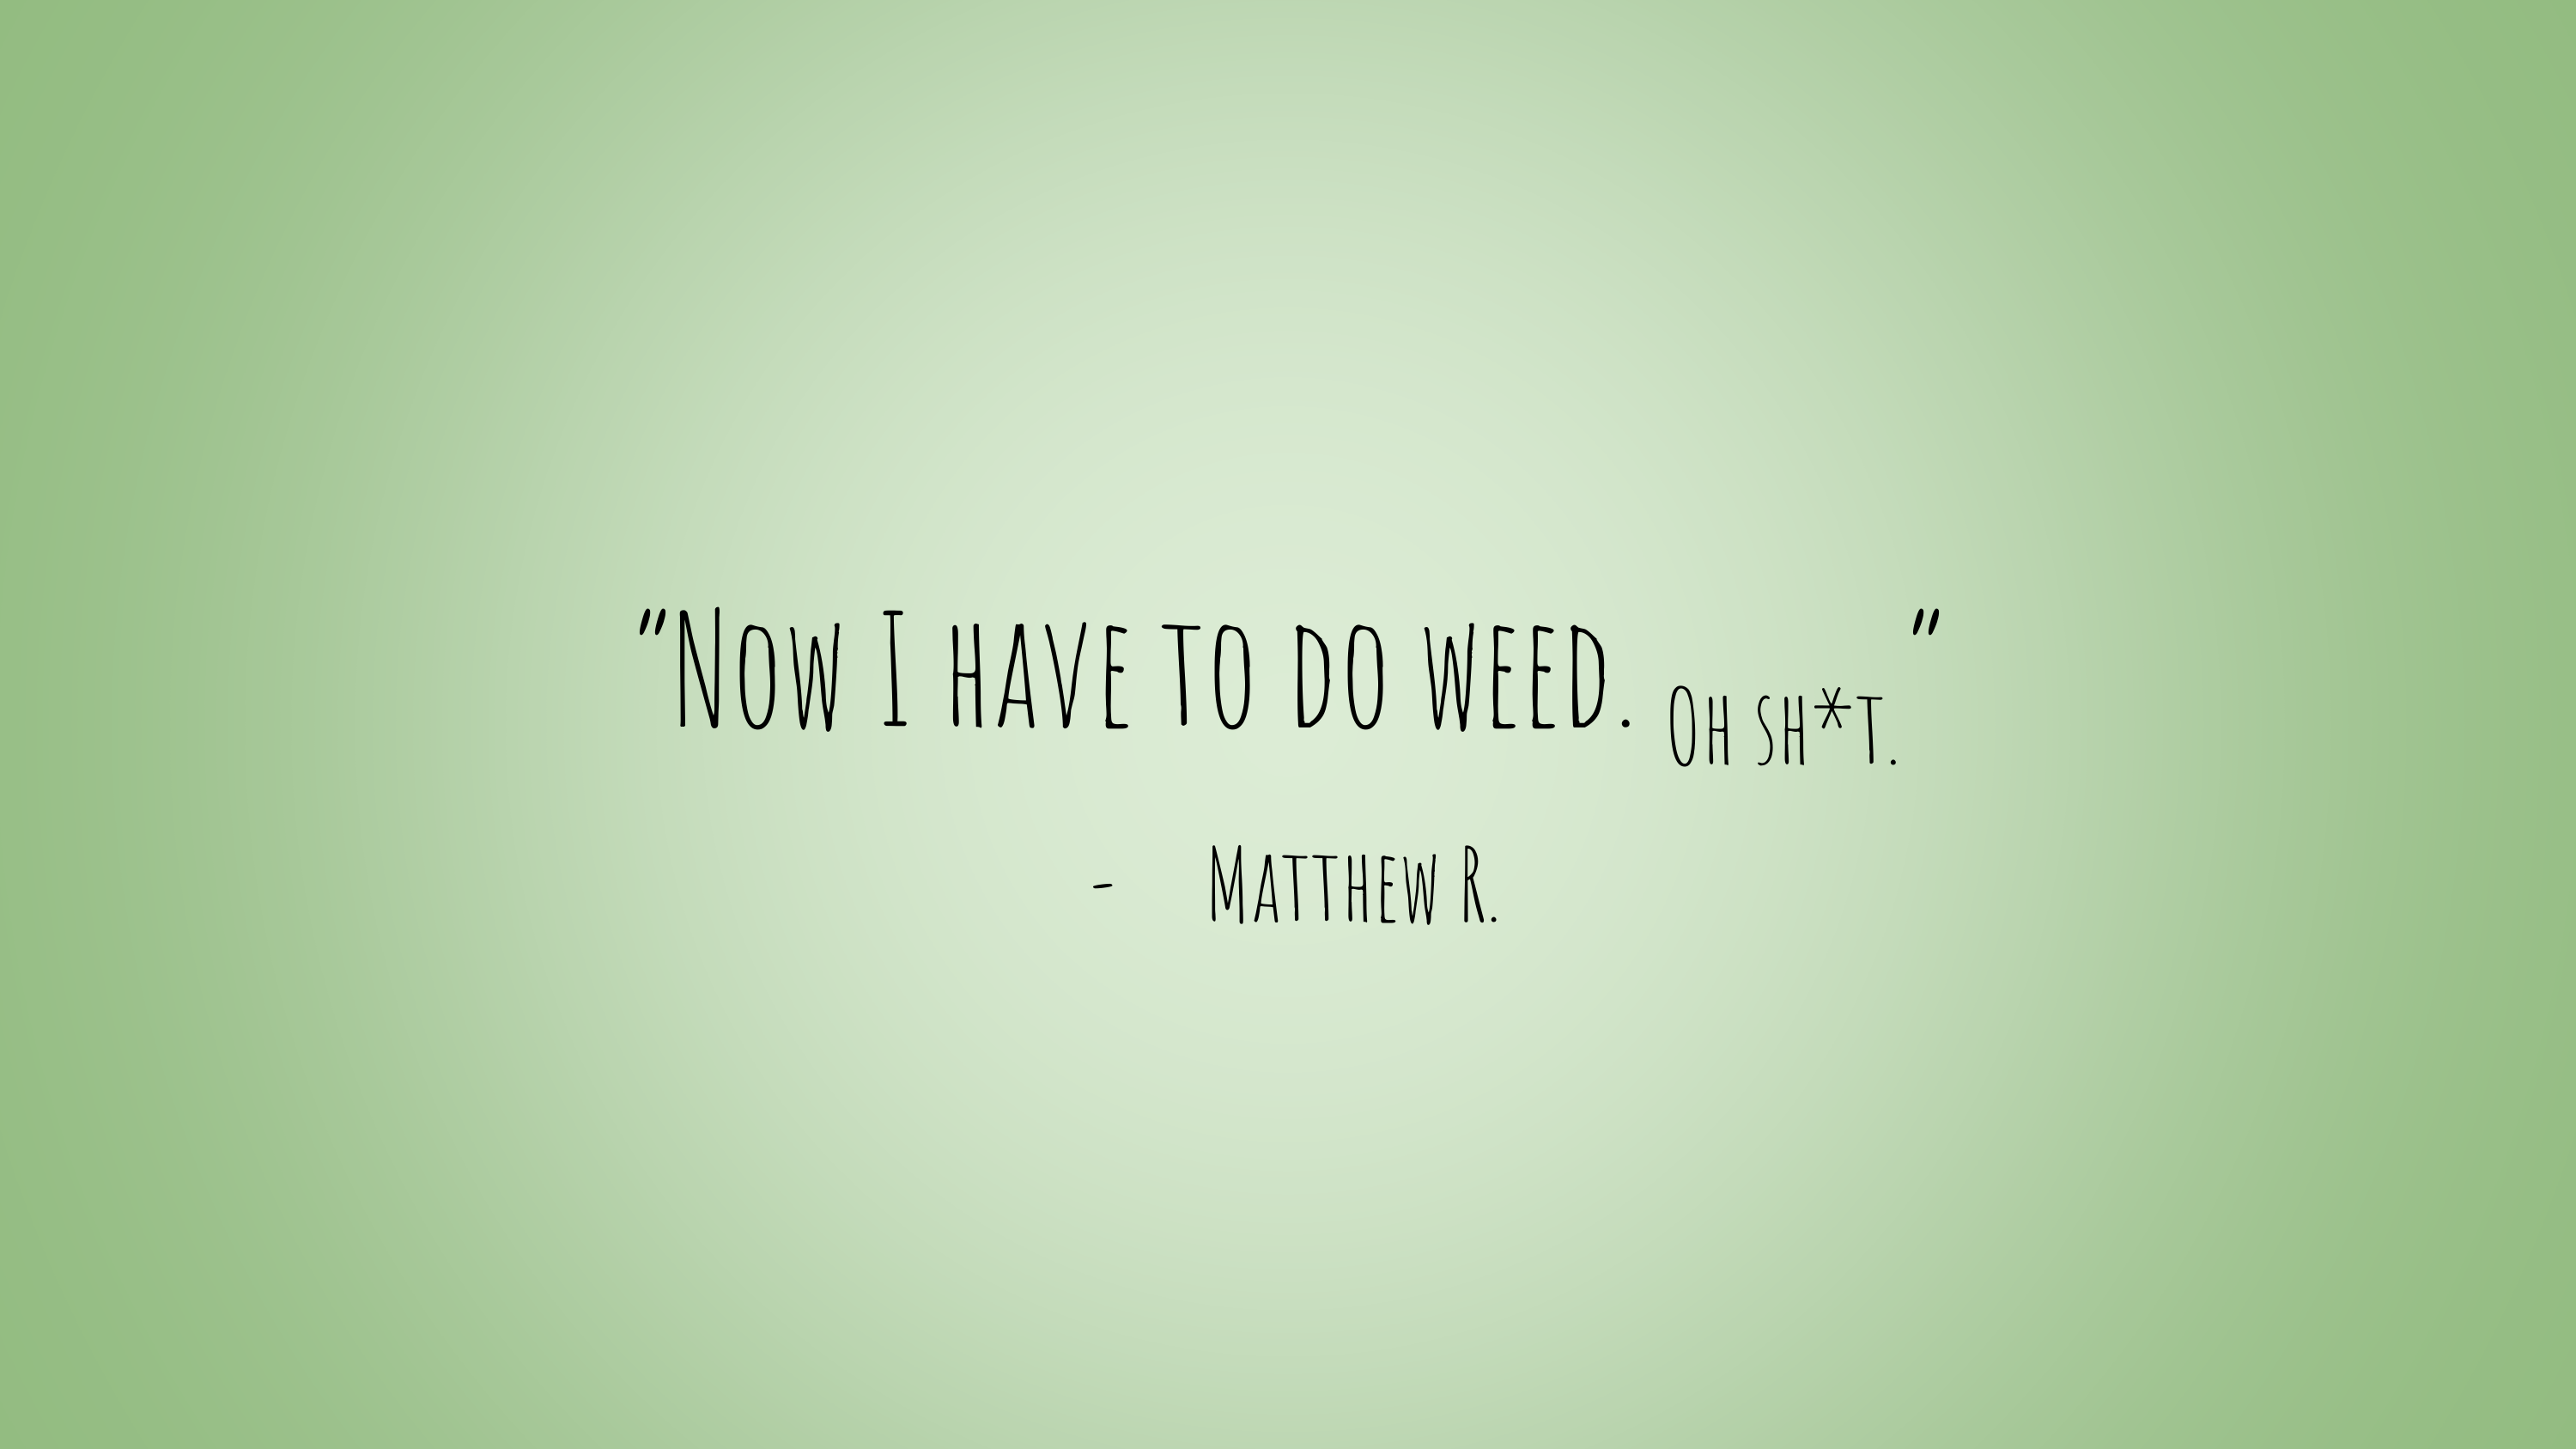 "Now I have to do weed. Oh sh*t."
- Matthew R.